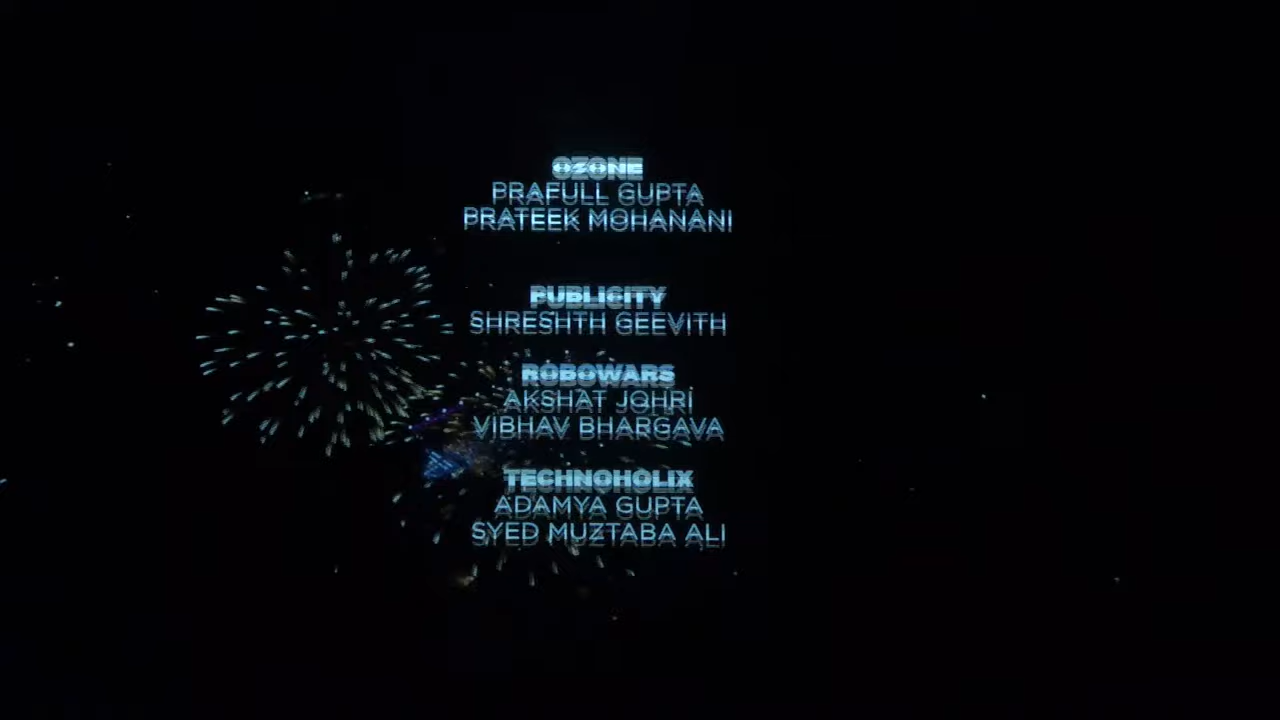 OZONE
PRAFULL GUPTA
PRATEEK MOHANANI
PUBLICITY
SHRESHTH GEEVITH
ROBOWARS
AKSHAT JOHRI
VIBHAV BHARGAVA
TECHNOHOLIX
ADAMYA GUPTA
SYED MUZTABA ALI